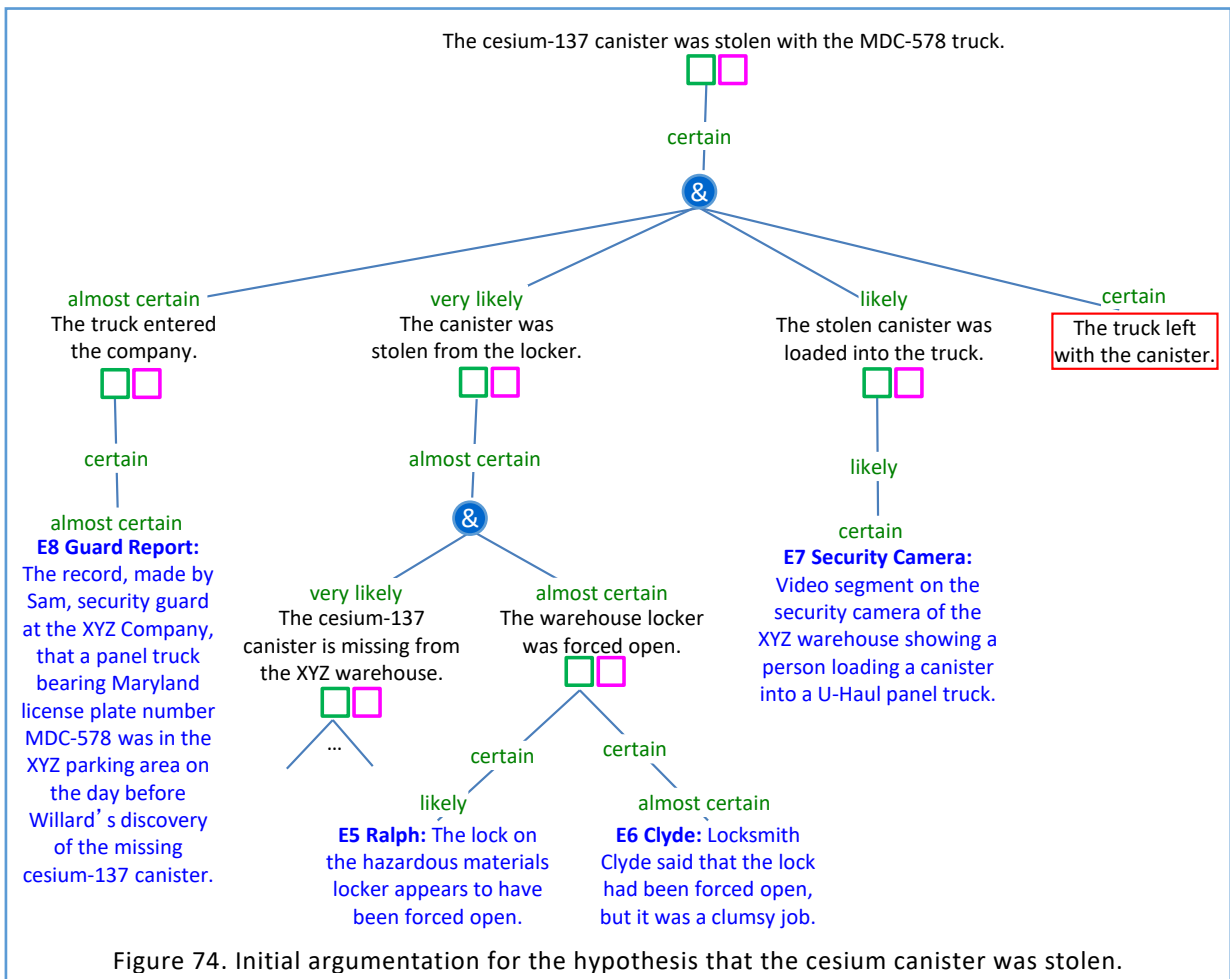 The cesium-137 canister was stolen with the MDC-578 truck.
certain
&
almost certain
The truck entered
the company.
certain
almost certain
E8 Guard Report:
The record, made by
Sam, security guard
at the XYZ Company,
that a panel truck
bearing Maryland
license plate number
MDC-578 was in the
XYZ parking area on
the day before
Willard’s discovery
of the missing
cesium-137 canister.
very likely
The canister was
stolen from the locker.
almost certain
&
very likely
The cesium-137
canister is missing from
the XYZ warehouse.
...
almost certain
The warehouse locker
was forced open.
certain
likely
E5 Ralph: The lock on
the hazardous materials
locker appears to have
been forced open.
certain
almost certain
E6 Clyde: Locksmith
Clyde said that the lock
had been forced open,
but it was a clumsy job.
likely
The stolen canister was
loaded into the truck.
likely
certain
E7 Security Camera:
Video segment on the
security camera of the
XYZ warehouse showing a
person loading a canister
into a U-Haul panel truck.
certain
The truck left
with the canister.
Figure 74. Initial argumentation for the hypothesis that the cesium canister was stolen.